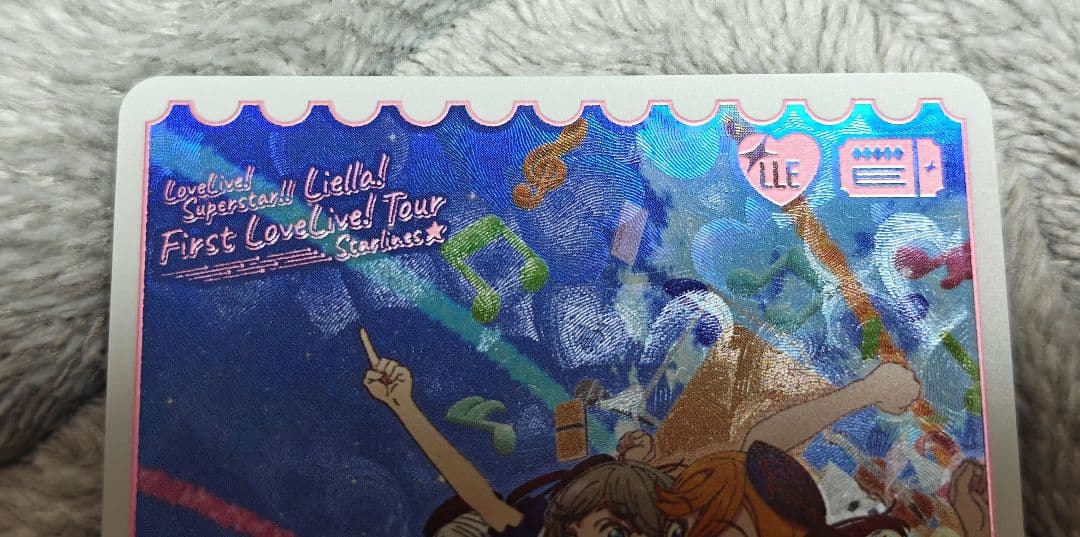 LoveLive!
Superstar!! Liella!
First LoveLive! Tour
Starlines★
LLE